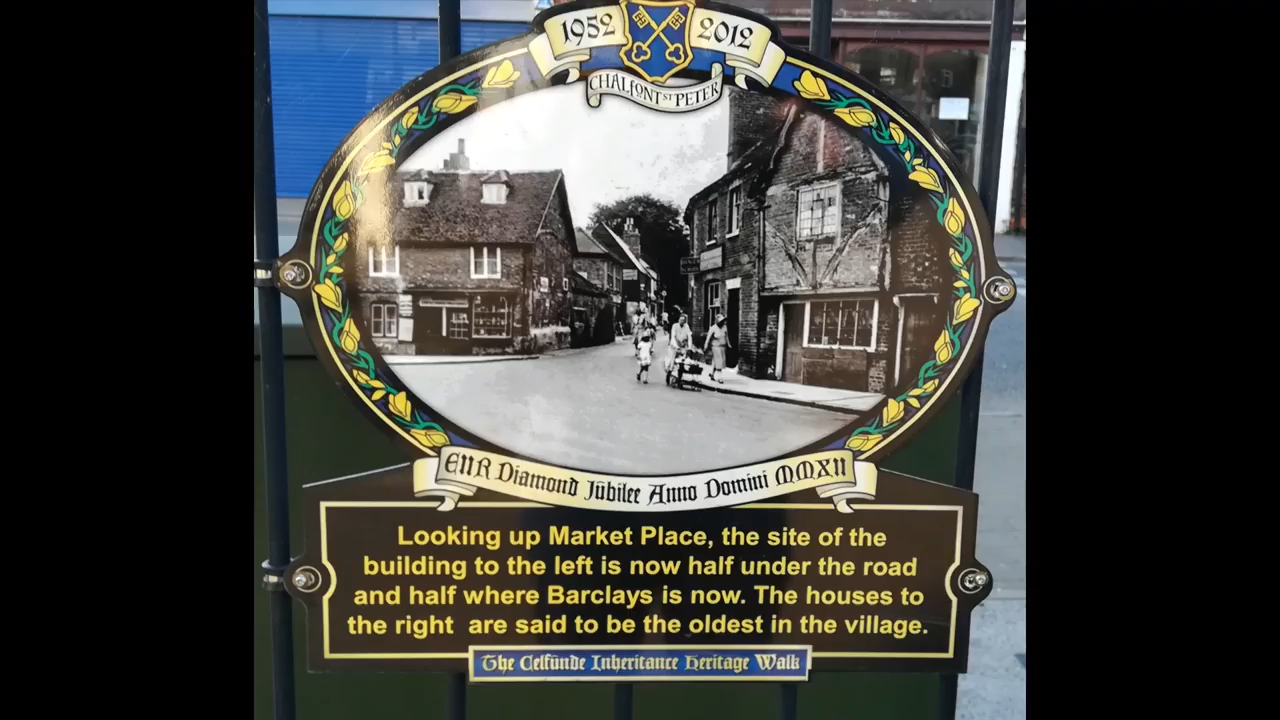 1952 2012
CHALFONT ST PETER
EIIR Diamond Jubilee Anno Domini MMXII
Looking up Market Place, the site of the
building to the left is now half under the road
and half where Barclays is now. The houses to
the right are said to be the oldest in the village.
The Celfunde Inheritance Heritage Walk